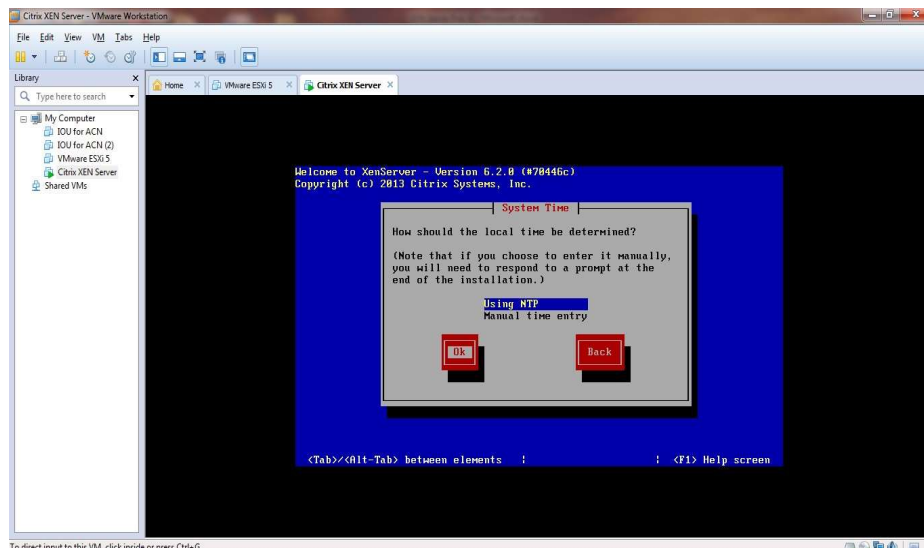 Citrix XEN Server - VMware Workstation
File Edit View VM Tabs Help
Library
Type here to search
My Computer
IOU for ACN
IOU for ACN (2)
VMware ESXi 5
Citrix XEN Server
Shared VMs
Home VMware ESXi 5 Citrix XEN Server
Welcome to XenServer - Version 6.2.0 (#70446c)
Copyright (c) 2013 Citrix Systems, Inc.
System Time
How should the local time be determined?
(Note that if you choose to enter it manually,
you will need to respond to a prompt at the
end of the installation.)
Using NTP
Manual time entry
Ok Back
<Tab>/<Alt-Tab> between elements | | <F1> Help screen
To direct input to this VM, click inside or press Ctrl+G.